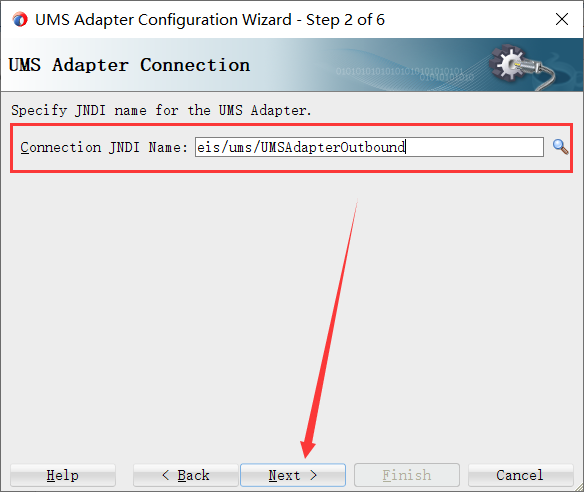 UMS Adapter Configuration Wizard - Step 2 of 6
UMS Adapter Connection
Specify JNDI name for the UMS Adapter.
Connection JNDI Name: eis/ums/UMSAdapterOutbound
Help < Back Next > Finish Cancel